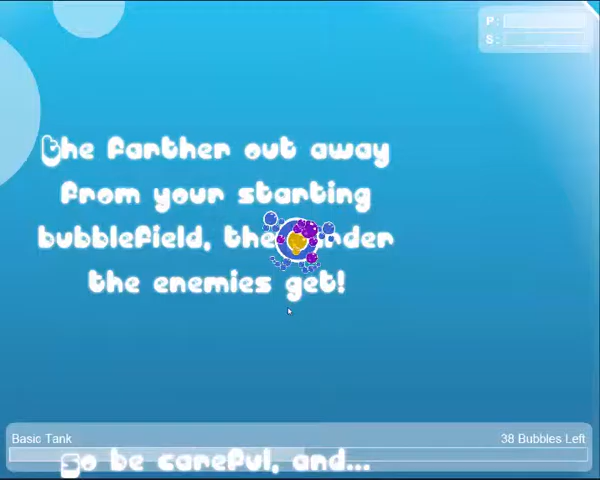 P:
S:
the farther out away
from your starting
bubblefield, the
the enemies get!
Basic Tank
38 Bubbles Left
So be careful, and...